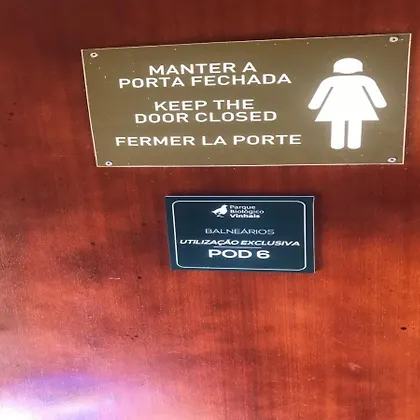 MANTER A
PORTA FECHADA
KEEP THE
DOOR CLOSED
FERMER LA PORTE
Parque
Biológico
Vinhais
BALNEÁRIOS
UTILIZAÇÃO EXCLUSIVA
POD 6